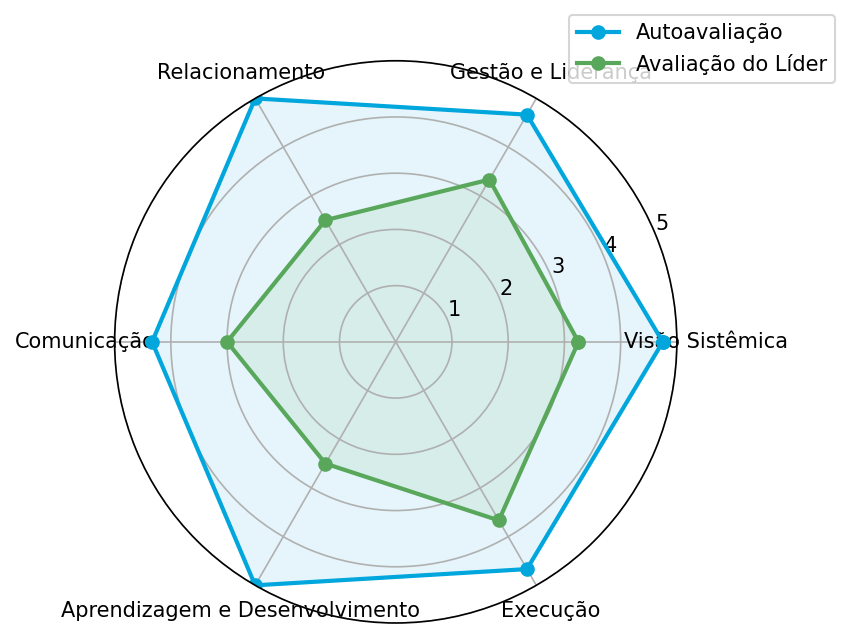 Autoavaliação
Avaliação do Líder
Relacionamento
Gestão e Liderança
5
4
3
2
1
Comunicação
Visão Sistêmica
Aprendizagem e Desenvolvimento
Execução